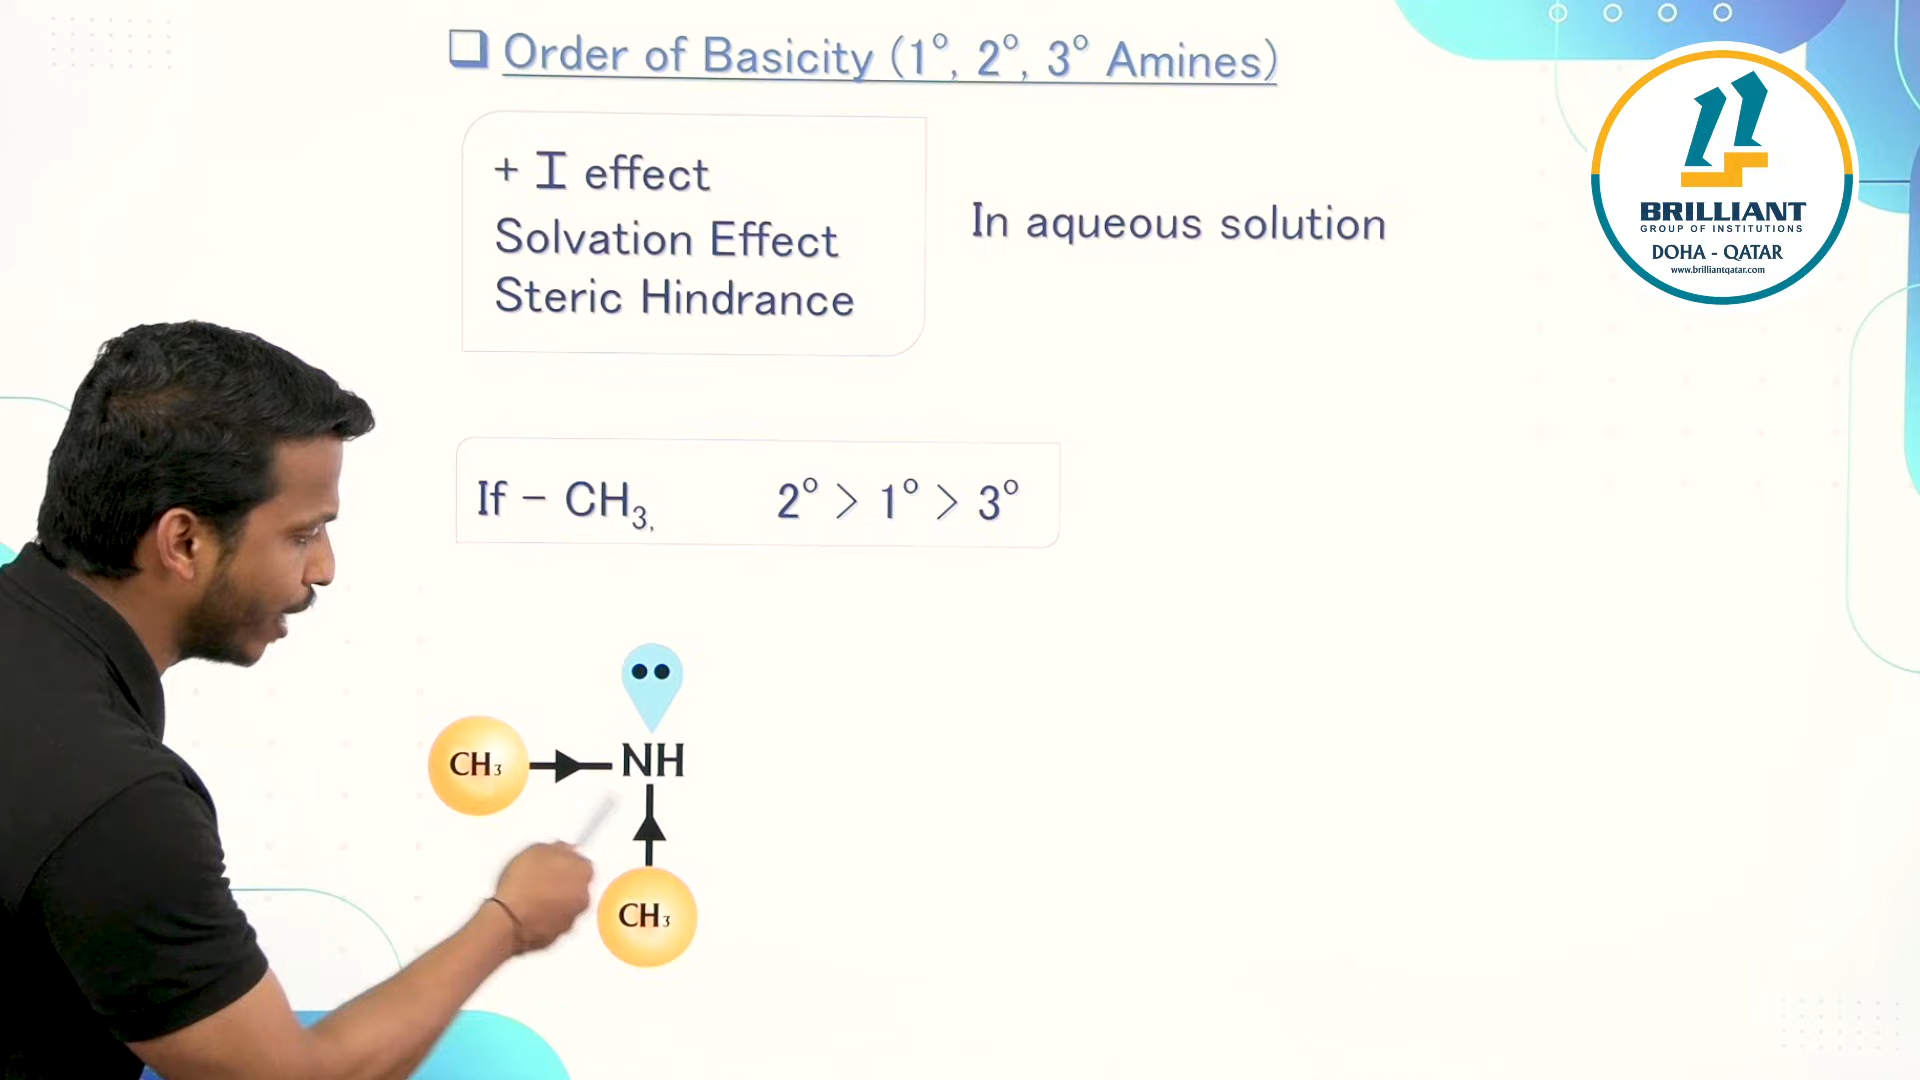 ❑ Order of Basicity (1°, 2°, 3° Amines)
+ I effect
Solvation Effect
Steric Hindrance
In aqueous solution
If – CH₃, 2° > 1° > 3°
CH₃
NH
CH₃
BRILLIANT
GROUP OF INSTITUTIONS
DOHA - QATAR
www.brilliantqatar.com